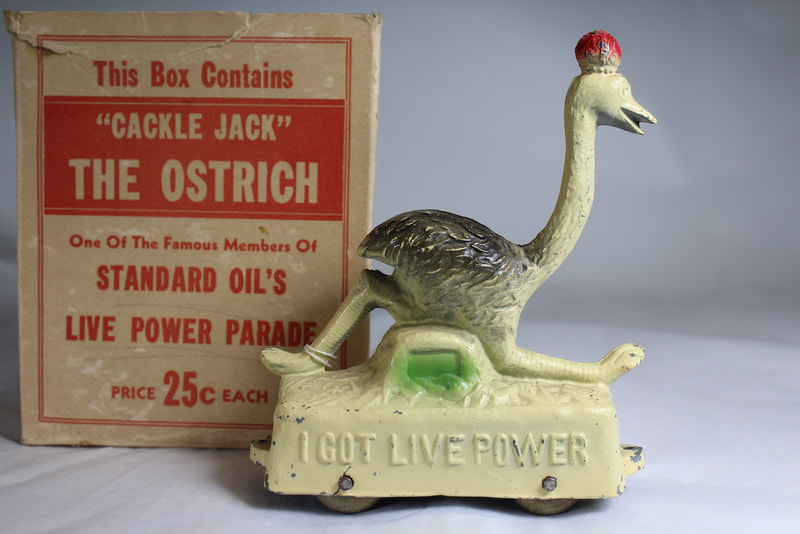 This Box Contains
"CACKLE JACK"
THE OSTRICH
One Of The Famous Members Of
STANDARD OIL'S
LIVE POWER PARADE
PRICE 25c EACH
I GOT LIVE POWER